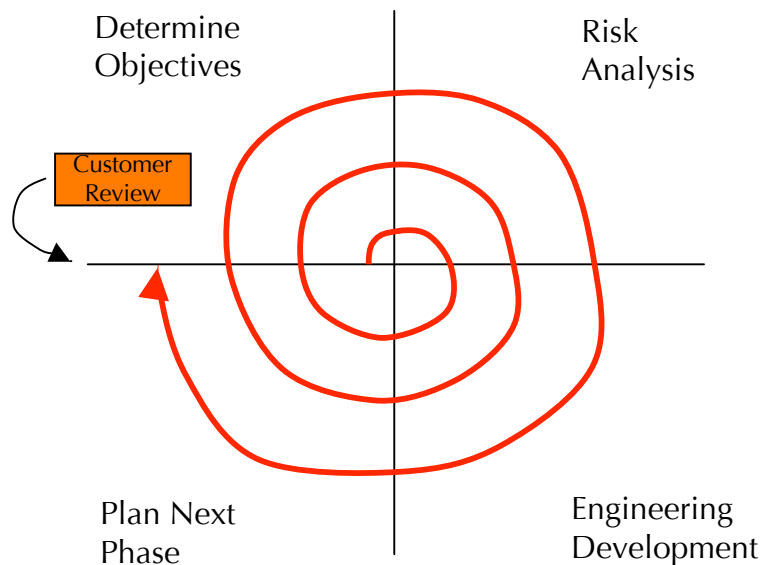 Determine
Objectives
Risk
Analysis
Customer
Review
Plan Next
Phase
Engineering
Development